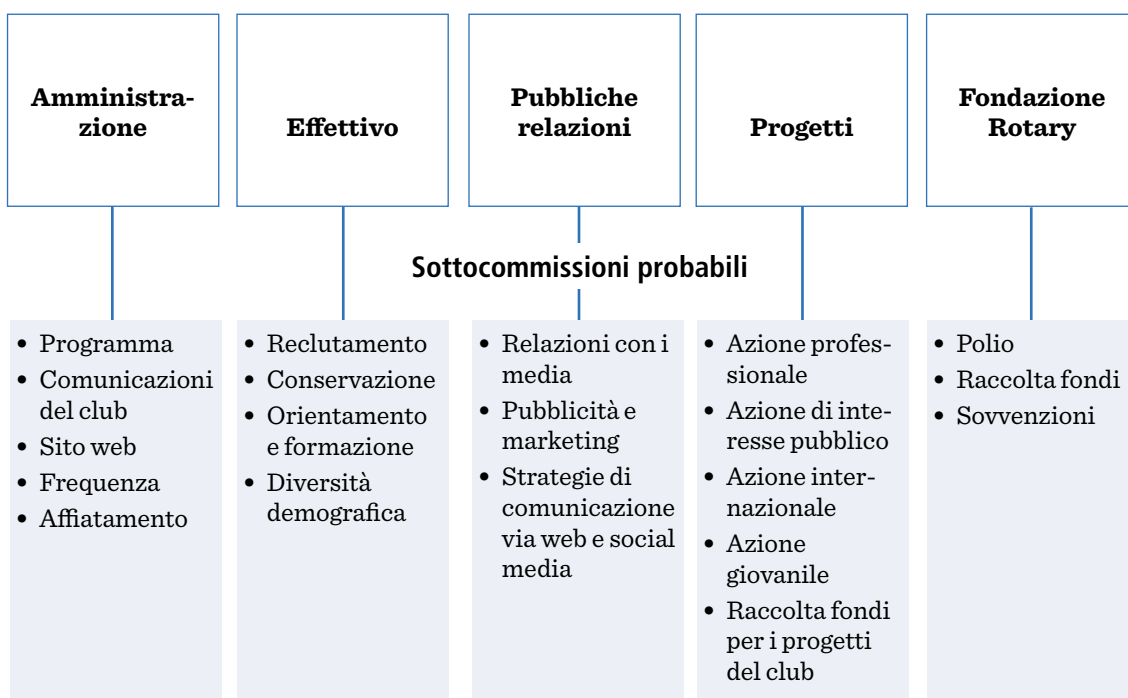 Amministra-
zione
Effettivo
Pubbliche
relazioni
Progetti
Fondazione
Rotary
Sottocommissioni probabili
• Programma
• Comunicazioni
del club
• Sito web
• Frequenza
• Affiatamento
• Reclutamento
• Conservazione
• Orientamento
e formazione
• Diversità
demografica
• Relazioni con i
media
• Pubblicità e
marketing
• Strategie di
comunicazione
via web e social
media
• Azione profes-
sionale
• Azione di inte-
resse pubblico
• Azione inter-
nazionale
• Azione
giovanile
• Raccolta fondi
per i progetti
del club
• Polio
• Raccolta fondi
• Sovvenzioni